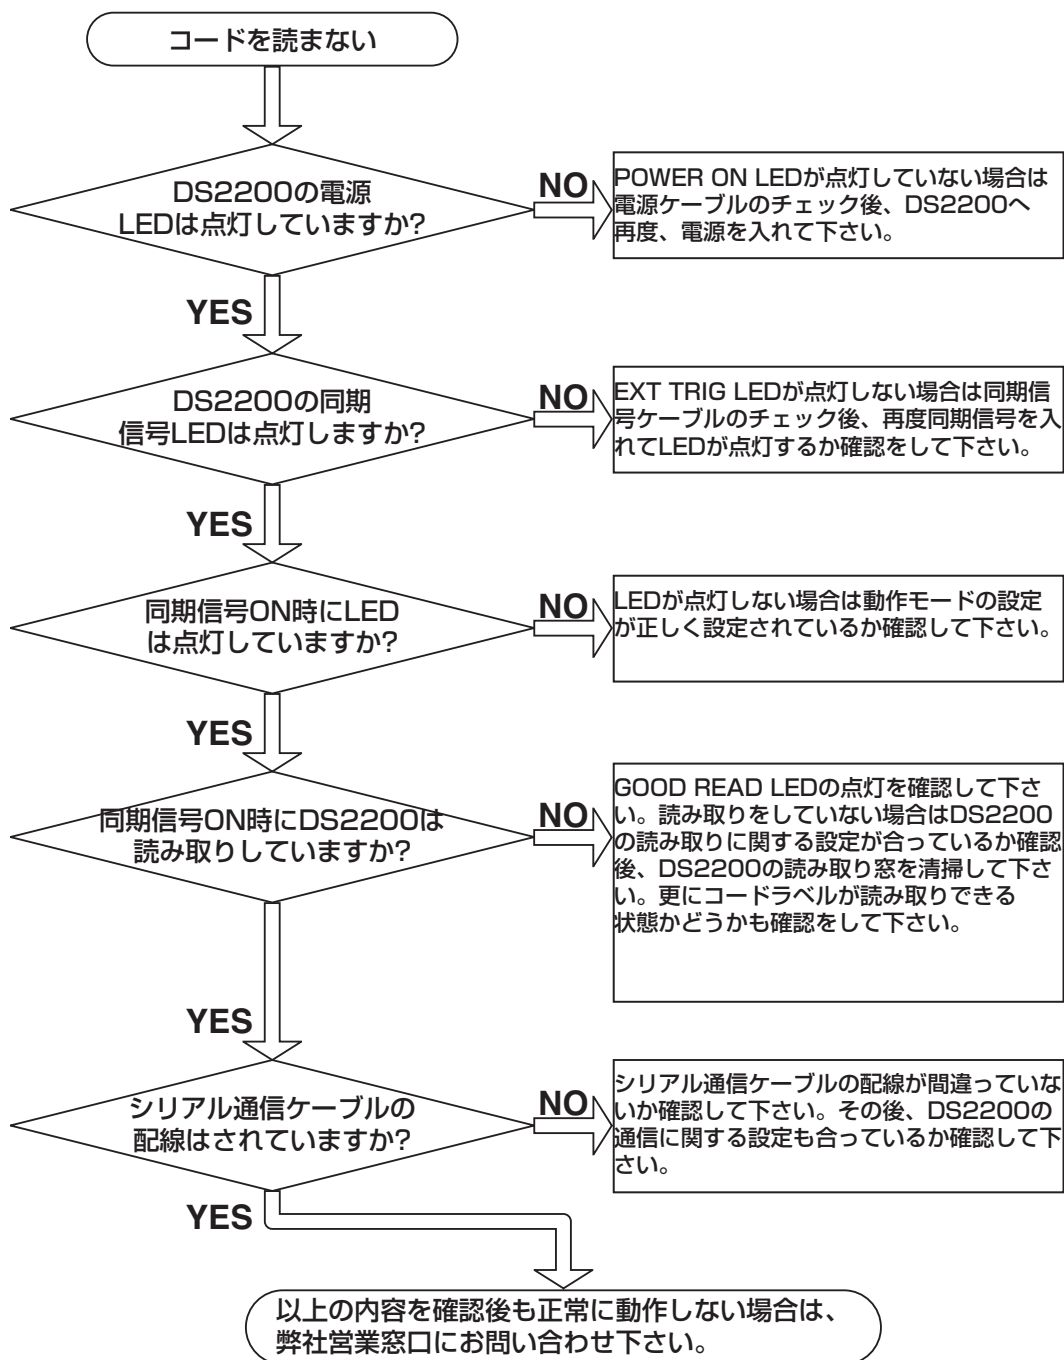 コードを読まない
DS2200の電源
LEDは点灯していますか?
NO
POWER ON LEDが点灯していない場合は
電源ケーブルのチェック後、DS2200へ
再度、電源を入れて下さい。
YES
DS2200の同期
信号LEDは点灯しますか?
NO
EXT TRIG LEDが点灯しない場合は同期信
号ケーブルのチェック後、再度同期信号を入
れてLEDが点灯するか確認をして下さい。
YES
同期信号ON時にLED
は点灯していますか?
NO
LEDが点灯しない場合は動作モードの設定
が正しく設定されているか確認して下さい。
YES
同期信号ON時にDS2200は
読み取りしていますか?
NO
GOOD READ LEDの点灯を確認して下さ
い。読み取りをしていない場合はDS2200
の読み取りに関する設定が合っているか確認
後、DS2200の読み取り窓を清掃して下さ
い。更にコードラベルが読み取りできる
状態かどうかも確認をして下さい。
YES
シリアル通信ケーブルの
配線はされていますか?
NO
シリアル通信ケーブルの配線が間違っていな
いか確認して下さい。その後、DS2200の
通信に関する設定も合っているか確認して下
さい。
YES
以上の内容を確認後も正常に動作しない場合は、
弊社営業窓口にお問い合わせ下さい。